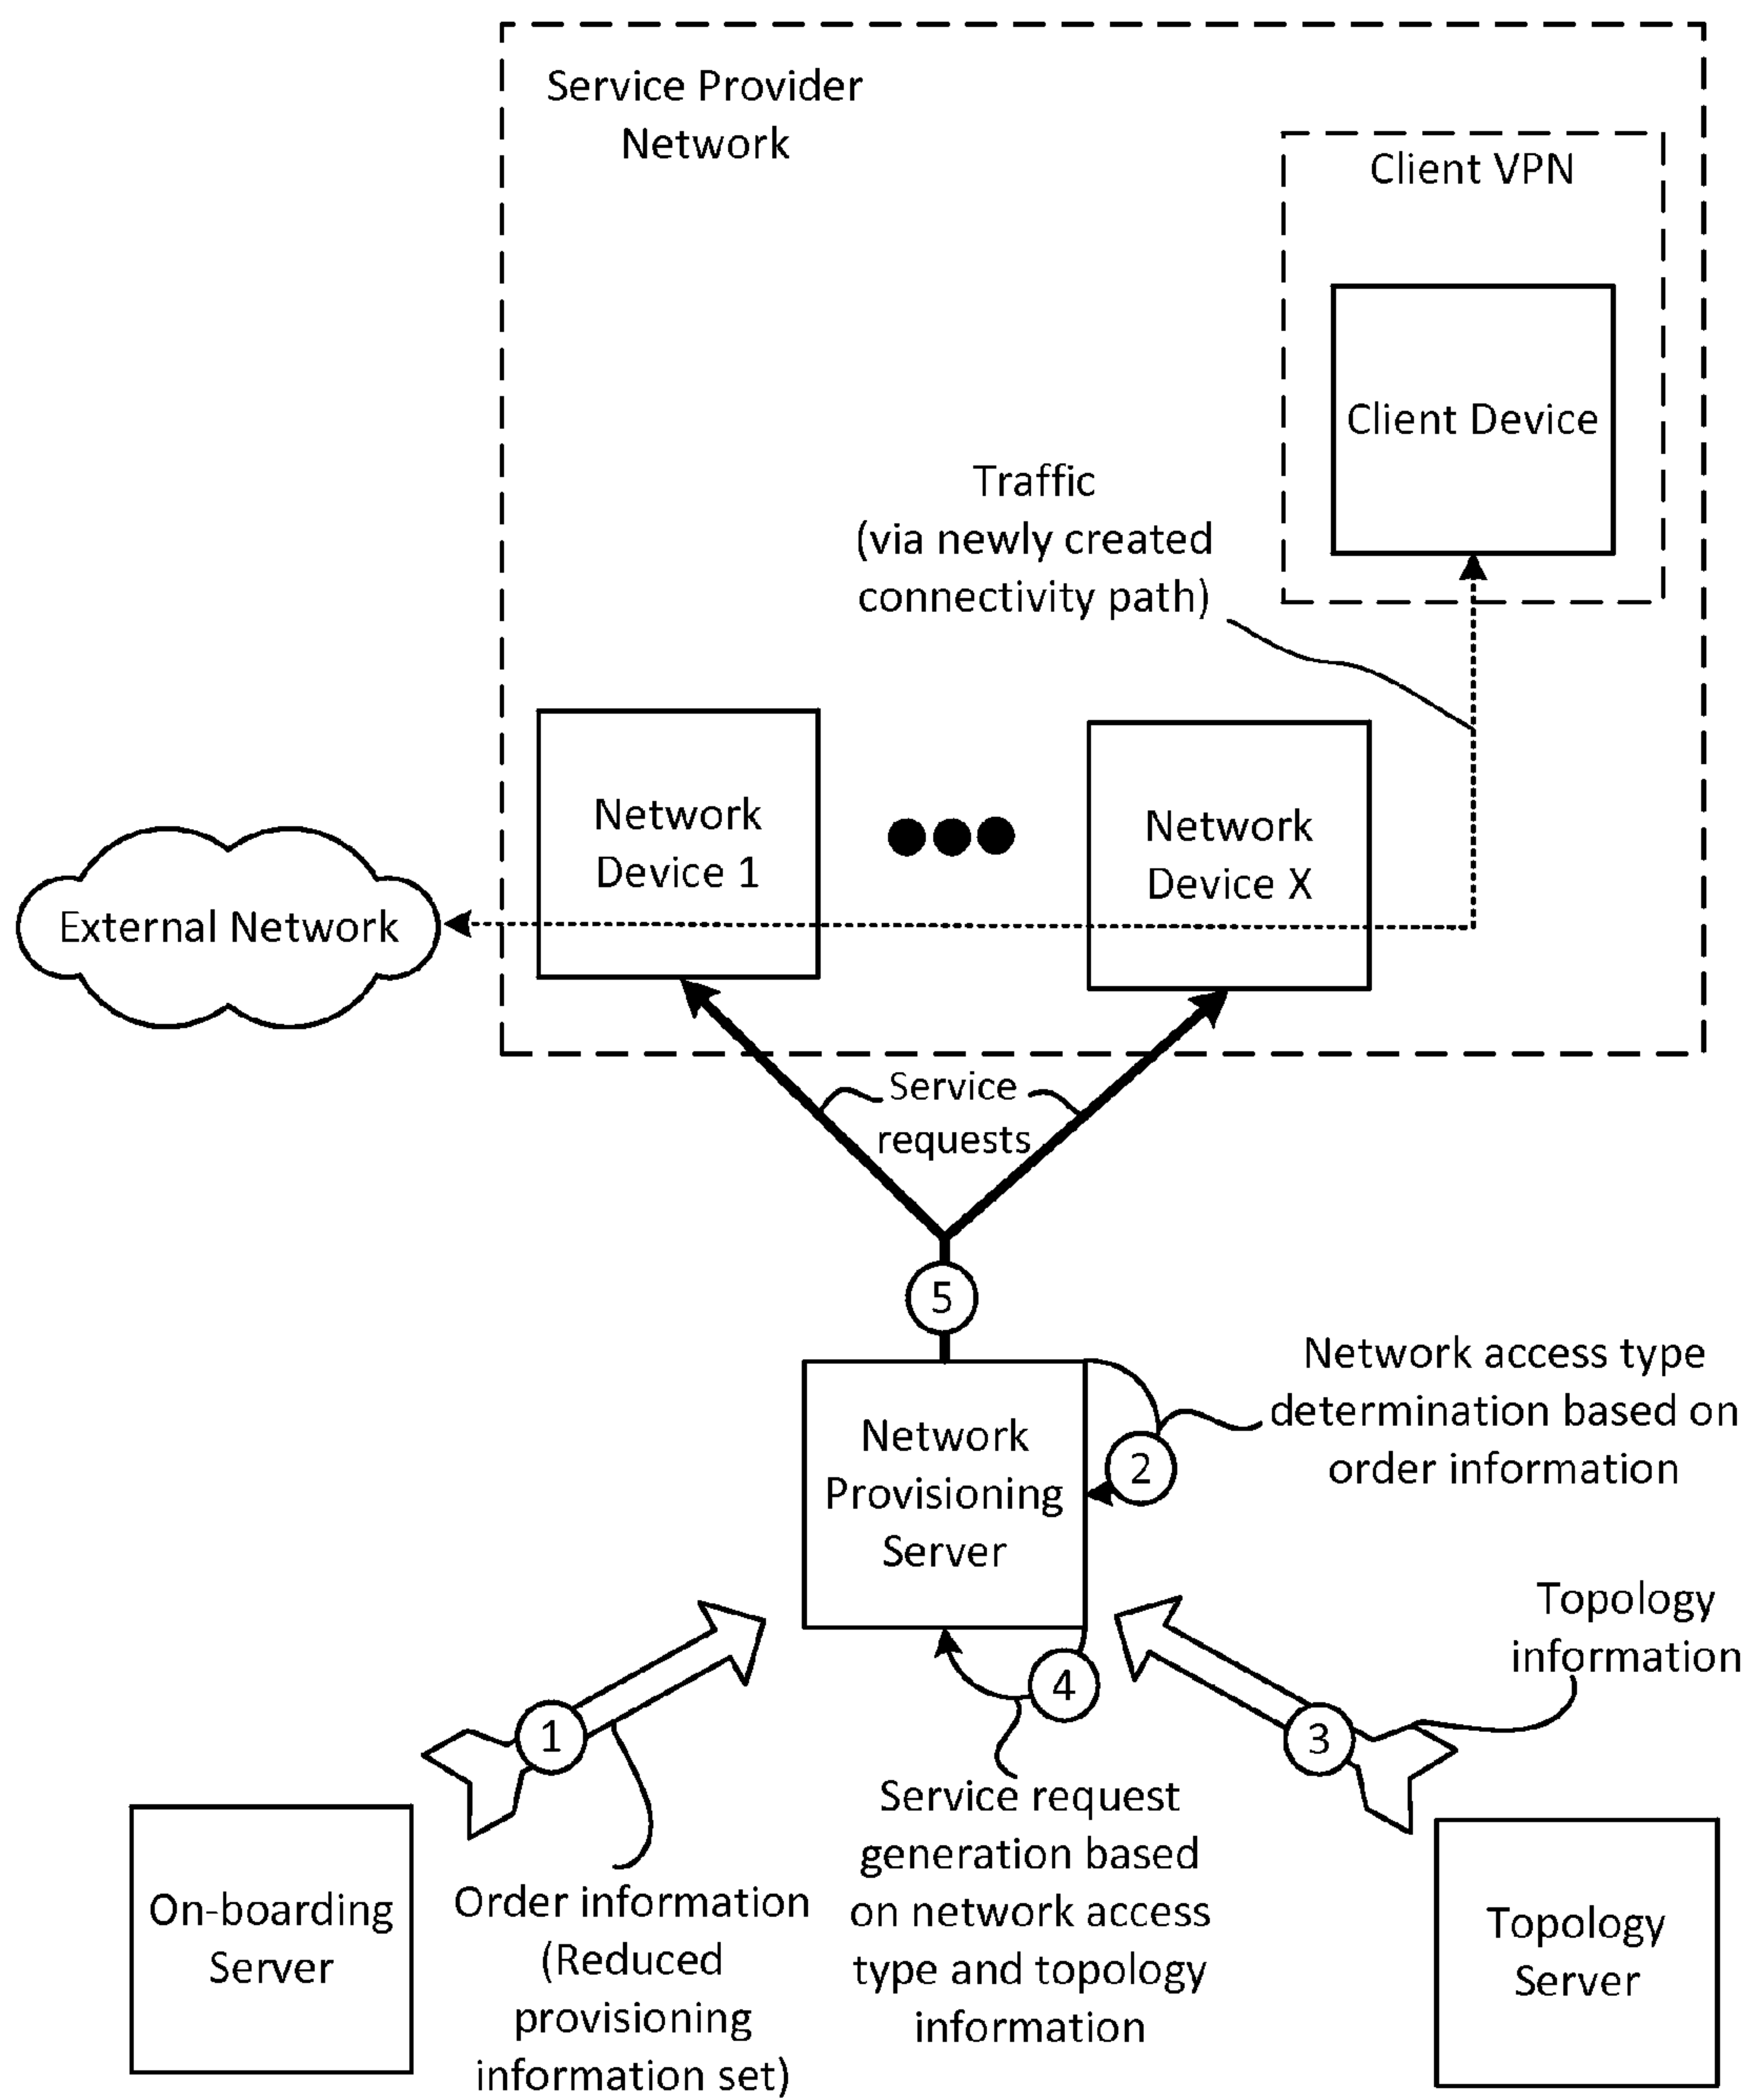 Service Provider
Network
Client VPN
Client Device
Traffic
(via newly created
connectivity path)
Network
Device 1
Network
Device X
External Network
Service
requests
5
Network access type
determination based on
order information
Network
Provisioning
Server
2
Topology
information
4
1
3
Service request
generation based
on network access
type and topology
information
Order information
(Reduced
provisioning
information set)
On-boarding
Server
Topology
Server